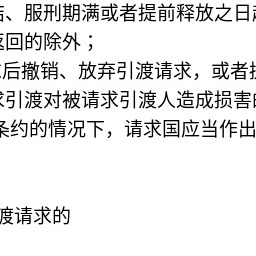 结、服刑期满或者提前释放之日起
返回的除外；
后撤销、放弃引渡请求，或者提
求引渡对被请求引渡人造成损害的
条约的情况下，请求国应当作出
渡请求的